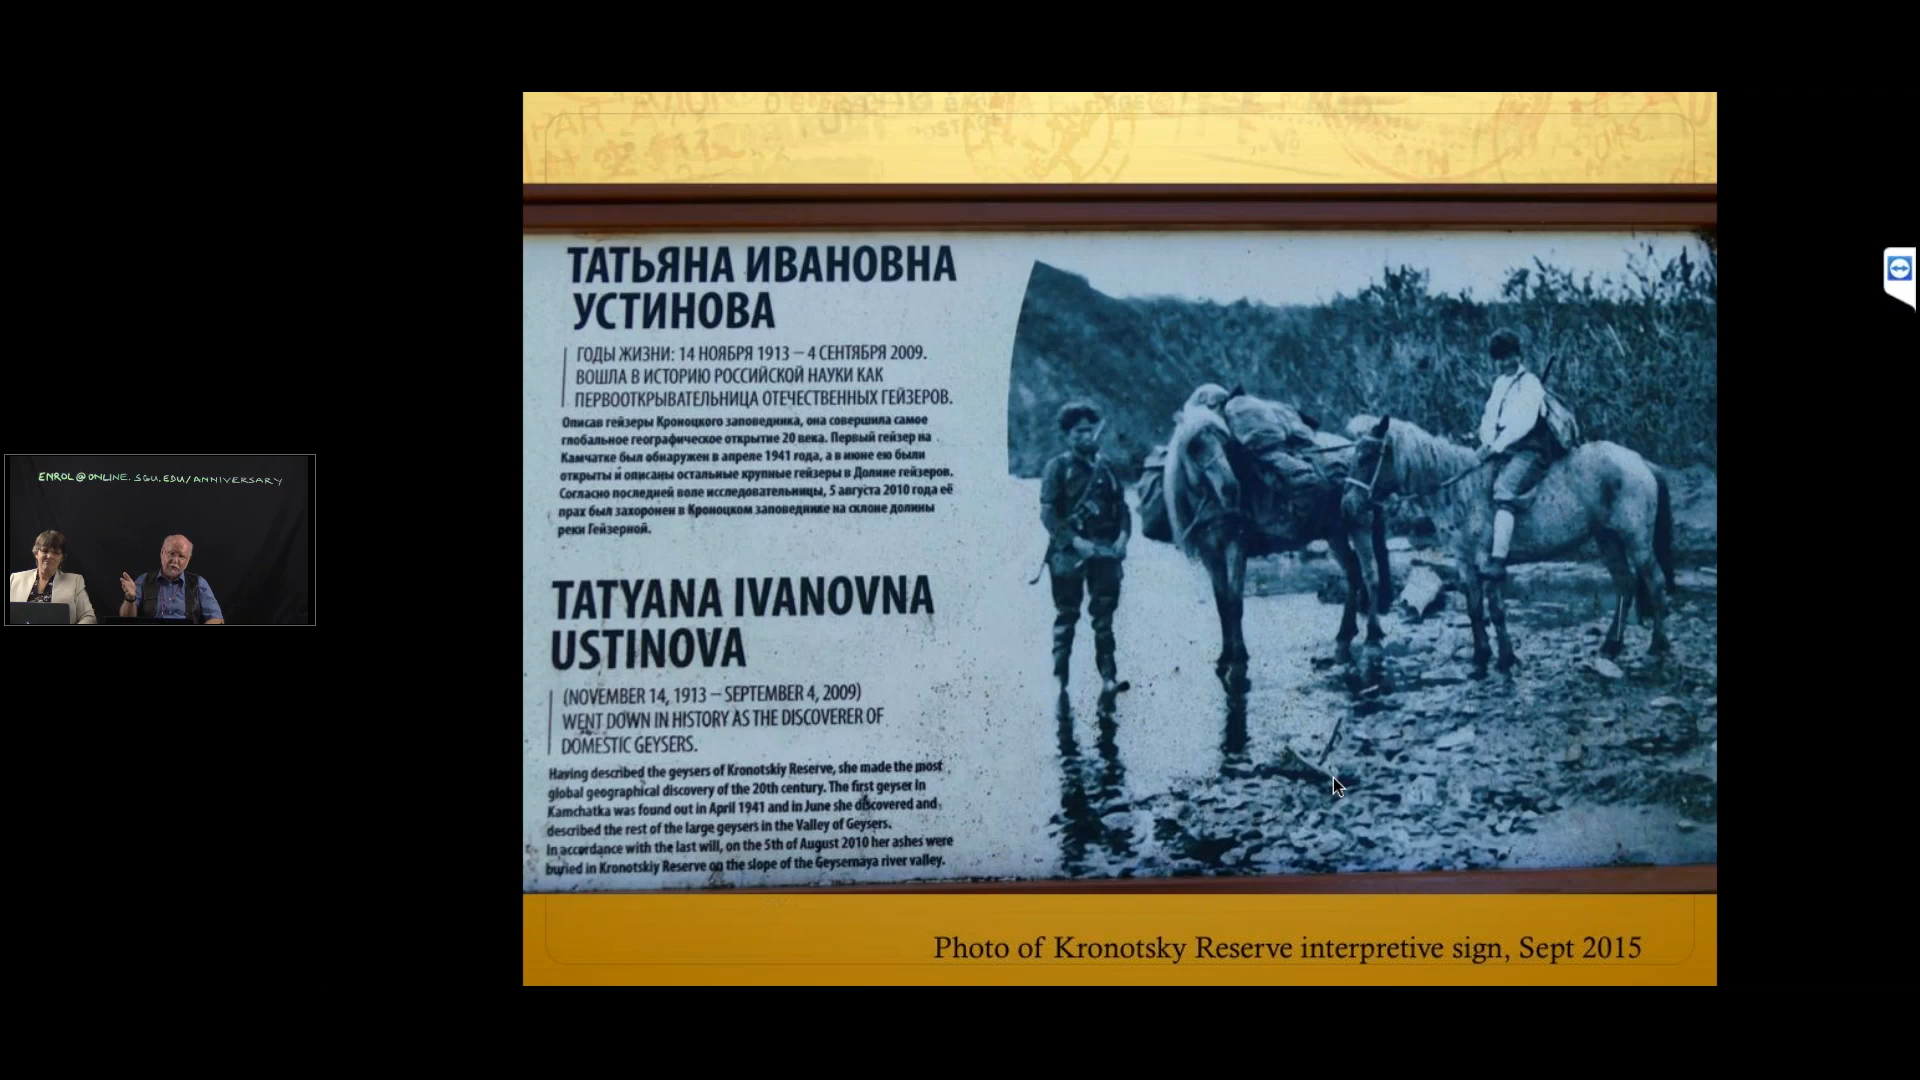 ENROL@ONLINE.SGU.EDU/ANNIVERSARY
ТАТЬЯНА ИВАНОВНА
УСТИНОВА
ГОДЫ ЖИЗНИ: 14 НОЯБРЯ 1913 – 4 СЕНТЯБРЯ 2009.
ВОШЛА В ИСТОРИЮ РОССИЙСКОЙ НАУКИ КАК
ПЕРВООТКРЫВАТЕЛЬНИЦА ОТЕЧЕСТВЕННЫХ ГЕЙЗЕРОВ.
Описав гейзеры Кроноцкого заповедника, она совершила самое
глобальное географическое открытие 20 века. Первый гейзер на
Камчатке был обнаружен в апреле 1941 года, а в июне ею были
открыты и описаны остальные крупные гейзеры в Долине гейзеров.
Согласно последней воле исследовательницы, 5 августа 2010 года её
прах был захоронен в Кроноцком заповеднике на склоне долины
реки Гейзерной.
TATYANA IVANOVNA
USTINOVA
(NOVEMBER 14, 1913 – SEPTEMBER 4, 2009)
WENT DOWN IN HISTORY AS THE DISCOVERER OF
DOMESTIC GEYSERS.
Having described the geysers of Kronotskiy Reserve, she made the most
global geographical discovery of the 20th century. The first geyser in
Kamchatka was found out in April 1941 and in June she discovered and
described the rest of the large geysers in the Valley of Geysers.
In accordance with the last will, on the 5th of August 2010 her ashes were
buried in Kronotskiy Reserve on the slope of the Geysernaya river valley.
Photo of Kronotsky Reserve interpretive sign, Sept 2015